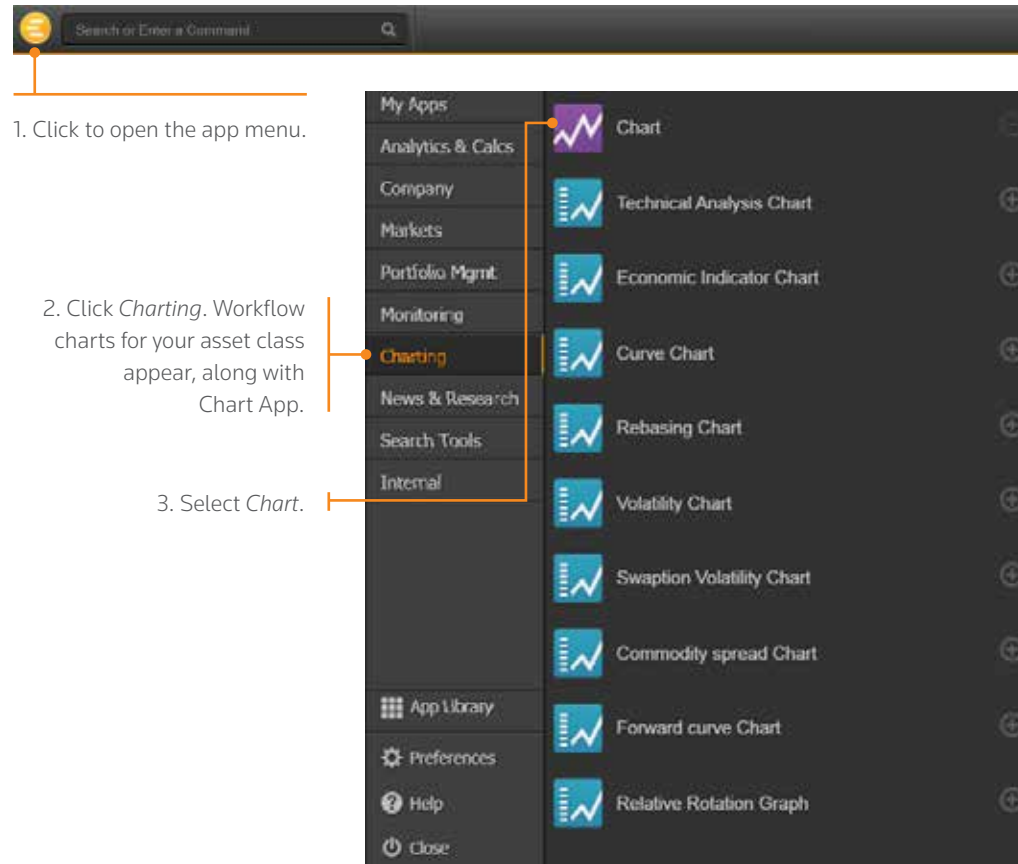 Search or Enter a Command
1. Click to open the app menu.
2. Click Charting. Workflow
charts for your asset class
appear, along with
Chart App.
3. Select Chart.
My Apps
Analytics & Calcs
Company
Markets
Portfolio Mgmt
Monitoring
Charting
News & Research
Search Tools
Internal
App Library
Preferences
Help
Close
Chart
Technical Analysis Chart
Economic Indicator Chart
Curve Chart
Rebasing Chart
Volatility Chart
Swaption Volatility Chart
Commodity spread Chart
Forward curve Chart
Relative Rotation Graph